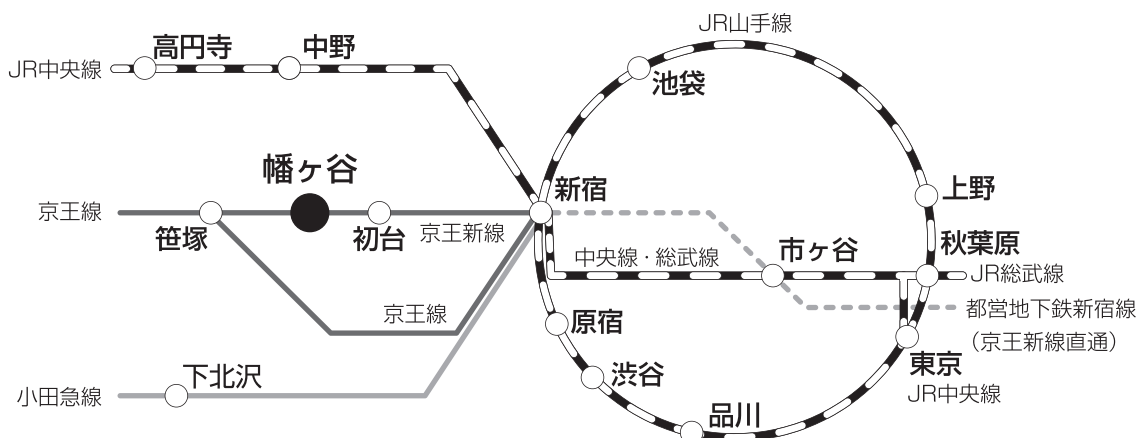 JR山手線
高円寺
中野
JR中央線
池袋
幡ヶ谷
新宿
上野
京王線
笹塚
初台
京王新線
市ヶ谷
秋葉原
中央線・総武線
JR総武線
京王線
原宿
都営地下鉄新宿線
（京王新線直通）
東京
渋谷
下北沢
小田急線
JR中央線
品川